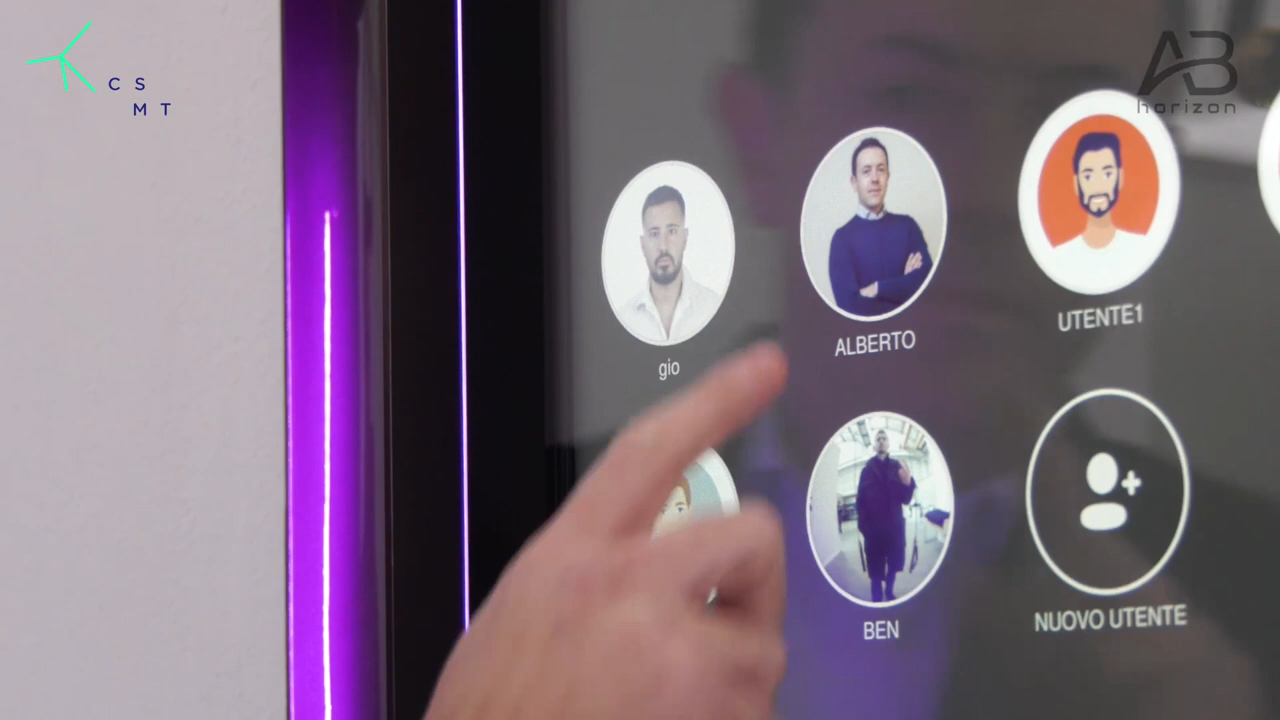 C S
M T
AB
horizon
gio
ALBERTO
UTENTE1
BEN
NUOVO UTENTE